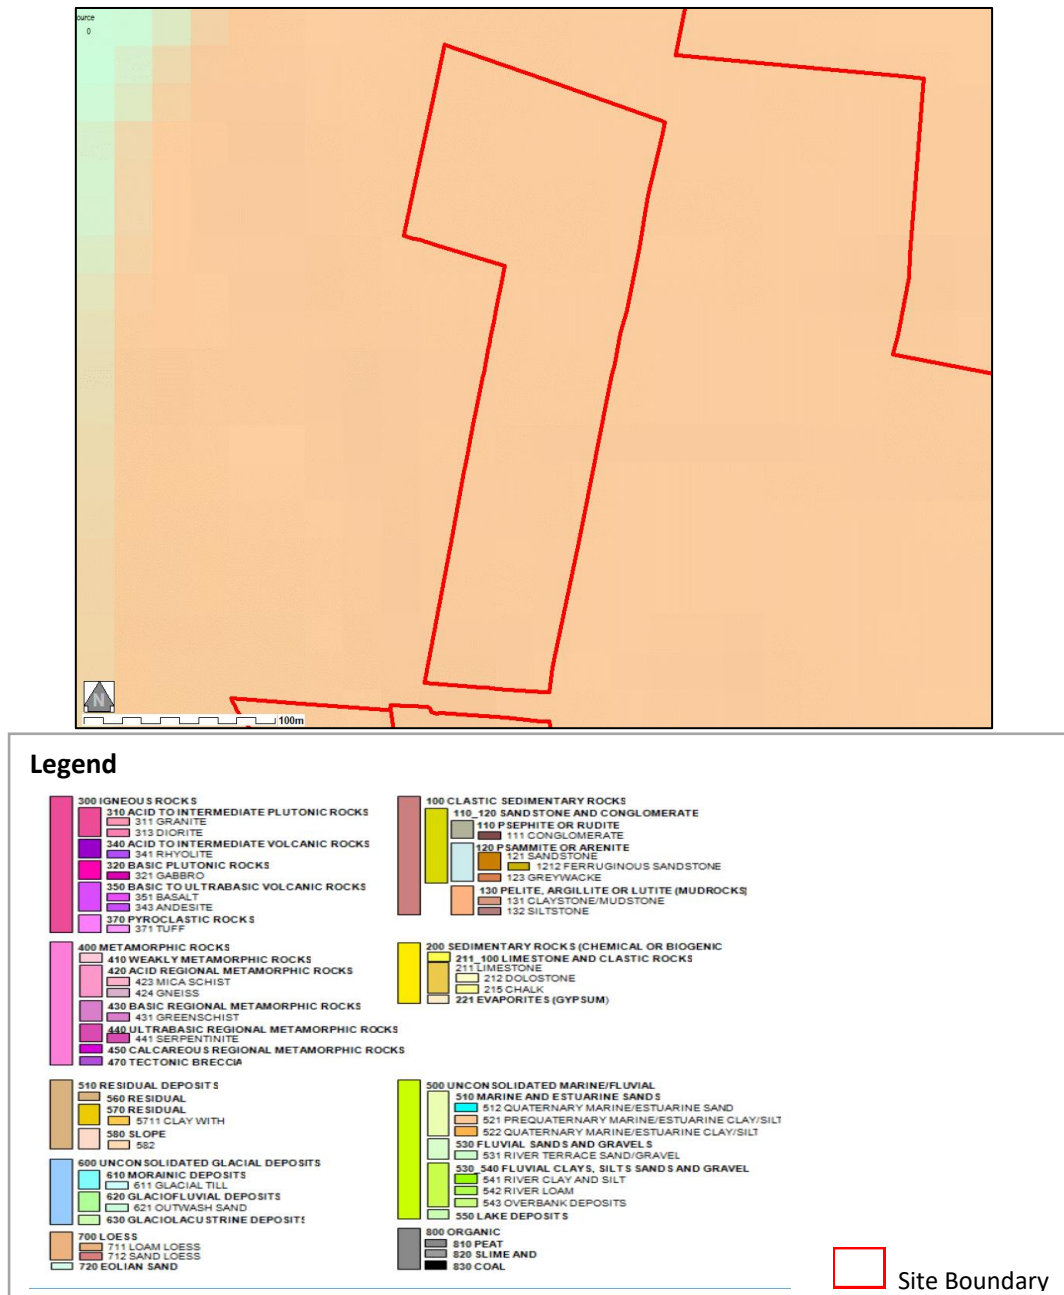 ource
0
N
100m
Legend
300 IGNEOUS ROCKS
310 ACID TO INTERMEDIATE PLUTONIC ROCKS
311 GRANITE
313 DIORITE
340 ACID TO INTERMEDIATE VOLCANIC ROCKS
341 RHYOLITE
320 BASIC PLUTONIC ROCKS
321 GABBRO
350 BASIC TO ULTRABASIC VOLCANIC ROCKS
351 BASALT
343 ANDESITE
370 PYROCLASTIC ROCKS
371 TUFF
400 METAMORPHIC ROCKS
410 WEAKLY METAMORPHIC ROCKS
420 ACID REGIONAL METAMORPHIC ROCKS
423 MICA SCHIST
424 GNEISS
430 BASIC REGIONAL METAMORPHIC ROCKS
431 GREENSCHIST
440 ULTRABASIC REGIONAL METAMORPHIC ROCKS
441 SERPENTINITE
450 CALCAREOUS REGIONAL METAMORPHIC ROCKS
470 TECTONIC BRECCIA
510 RESIDUAL DEPOSITS
560 RESIDUAL
570 RESIDUAL
5711 CLAY WITH
580 SLOPE
582
600 UNCONSOLIDATED GLACIAL DEPOSITS
610 MORAINIC DEPOSITS
611 GLACIAL TILL
620 GLACIOFLUVIAL DEPOSITS
621 OUTWASH SAND
630 GLACIOLACUSTRINE DEPOSITS
700 LOESS
711 LOAM LOESS
712 SAND LOESS
720 EOLIAN SAND
100 CLASTIC SEDIMENTARY ROCKS
110_120 SANDSTONE AND CONGLOMERATE
110 PSEPHITE OR RUDITE
111 CONGLOMERATE
120 PSAMMITE OR ARENITE
121 SANDSTONE
1212 FERRUGINOUS SANDSTONE
123 GREYWACKE
130 PELITE, ARGILLITE OR LUTITE (MUDROCKS)
131 CLAYSTONE/MUDSTONE
132 SILTSTONE
200 SEDIMENTARY ROCKS (CHEMICAL OR BIOGENIC
211_100 LIMESTONE AND CLASTIC ROCKS
211 LIMESTONE
212 DOLOSTONE
215 CHALK
221 EVAPORITES (GYPSUM)
500 UNCONSOLIDATED MARINE/FLUVIAL
510 MARINE AND ESTUARINE SANDS
512 QUATERNARY MARINE/ESTUARINE SAND
521 PREQUATERNARY MARINE/ESTUARINE CLAY/SILT
522 QUATERNARY MARINE/ESTUARINE CLAY/SILT
530 FLUVIAL SANDS AND GRAVELS
531 RIVER TERRACE SAND/GRAVEL
530_540 FLUVIAL CLAYS, SILTS SANDS AND GRAVEL
541 RIVER CLAY AND SILT
542 RIVER LOAM
543 OVERBANK DEPOSITS
550 LAKE DEPOSITS
800 ORGANIC
810 PEAT
820 SLIME AND
830 COAL
Site Boundary